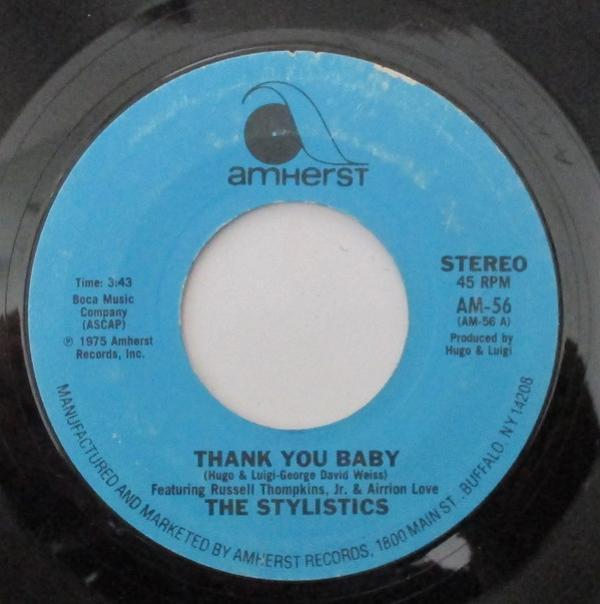 amherst
STEREO
45 RPM
AM-56
(AM-56 A)
Produced by
Hugo & Luigi
Time: 3:43
Boca Music
Company
(ASCAP)
℗ 1975 Amherst
Records, Inc.
THANK YOU BABY
(Hugo & Luigi-George David Weiss)
Featuring Russell Thompkins, Jr. & Airrion Love
THE STYLISTICS
MANUFACTURED AND MARKETED BY AMHERST RECORDS, 1800 MAIN ST., BUFFALO, NY 14208